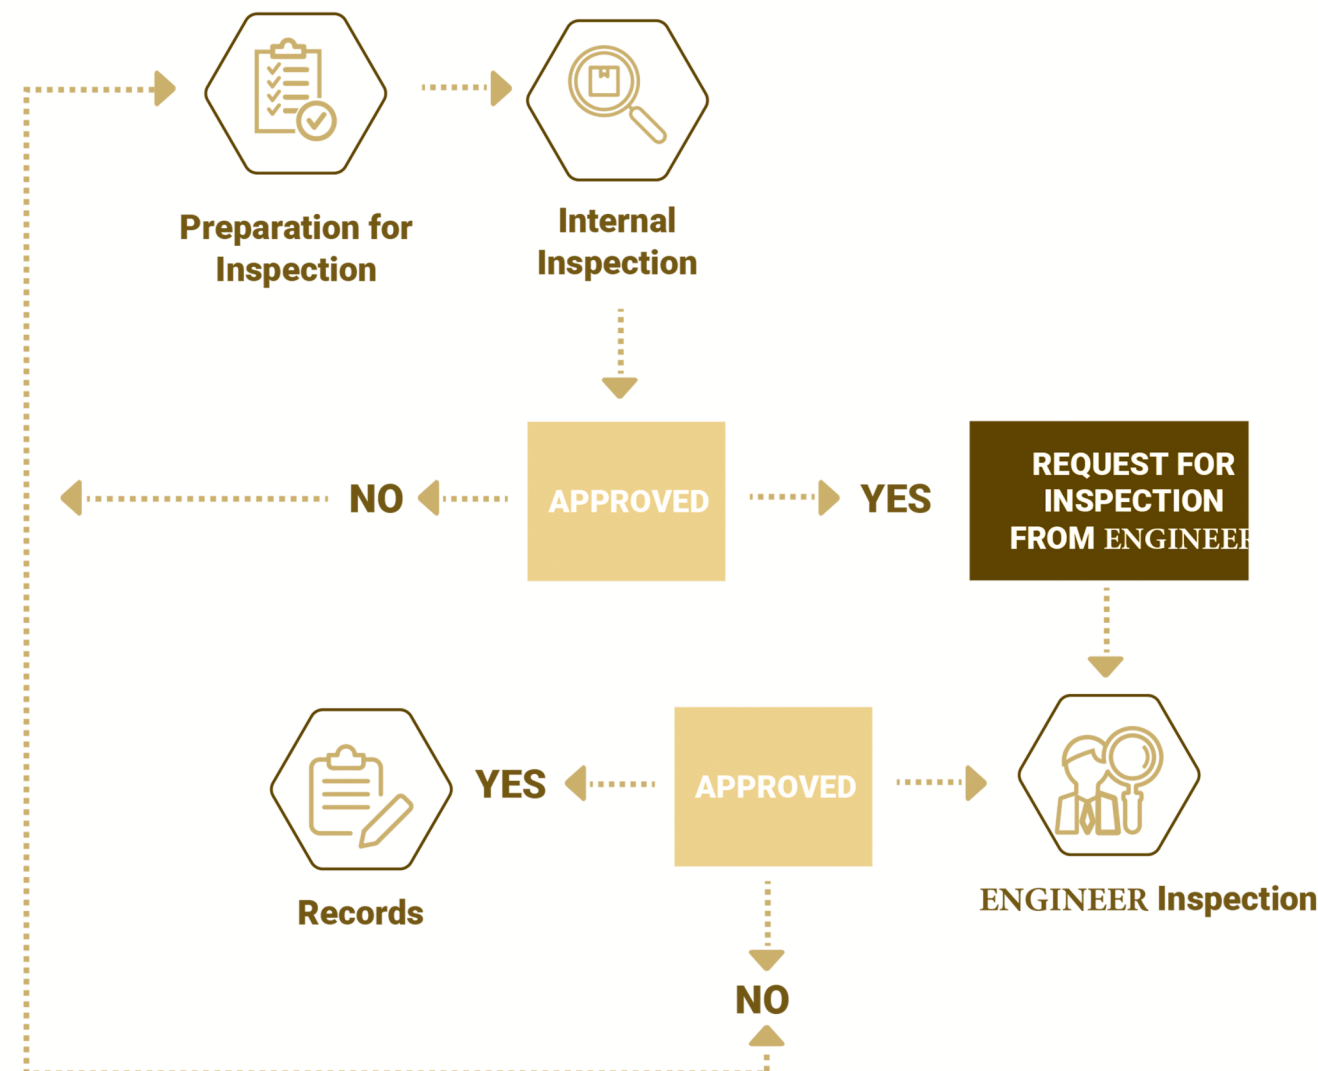 Preparation for
Inspection
Internal
Inspection
NO
APPROVED
YES
REQUEST FOR
INSPECTION
FROM ENGINEER
YES
APPROVED
Records
ENGINEER Inspection
NO